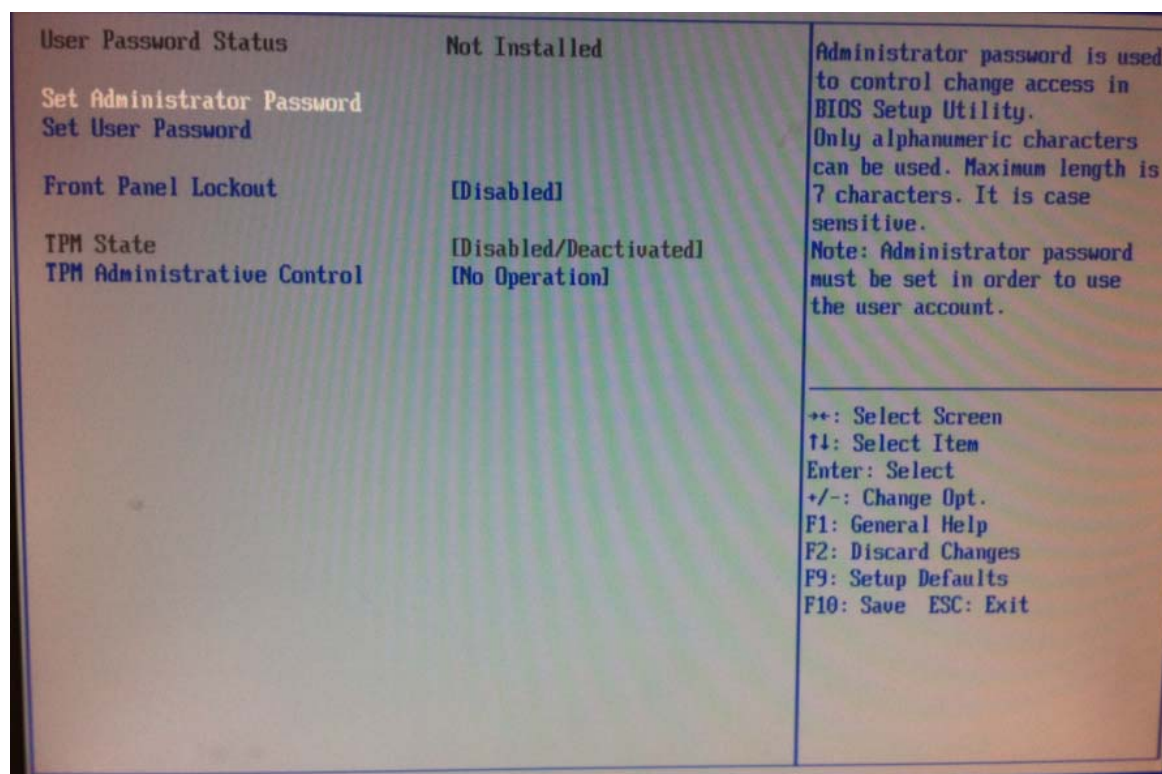 User Password Status Not Installed
Set Administrator Password
Set User Password
Front Panel Lockout [Disabled]
TPM State [Disabled/Deactivated]
TPM Administrative Control [No Operation]
Administrator password is used
to control change access in
BIOS Setup Utility.
Only alphanumeric characters
can be used. Maximum length is
7 characters. It is case
sensitive.
Note: Administrator password
must be set in order to use
the user account.
→←: Select Screen
↑↓: Select Item
Enter: Select
+/-: Change Opt.
F1: General Help
F2: Discard Changes
F9: Setup Defaults
F10: Save ESC: Exit